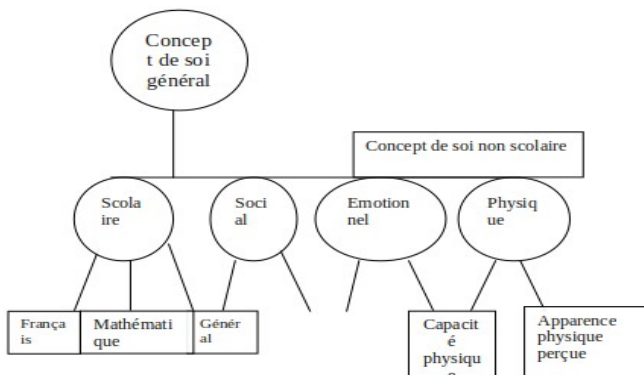 Concep
t de soi
général
Concept de soi non scolaire
Scola
ire
Soci
al
Emotion
nel
Physiq
ue
França
is
Mathémati
que
Génér
al
Capacit
é
physiqu
Apparence
physique
perçue